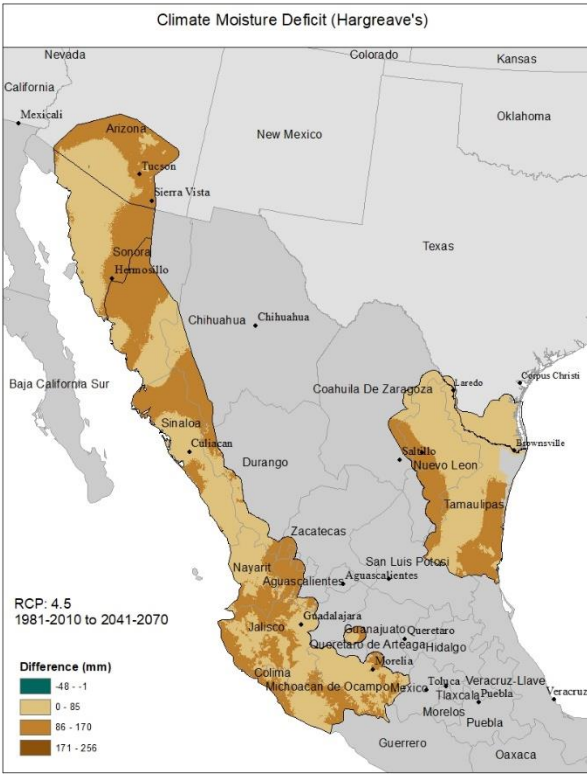 Climate Moisture Deficit (Hargreave's)
Nevada
Colorado
Kansas
California
Mexicali
Arizona
Oklahoma
New Mexico
Tucson
Sierra Vista
Texas
Sonora
Hermosillo
Chihuahua
Chihuahua
Baja California Sur
Coahuila De Zaragoza
Laredo
Corpus Christi
Sinaloa
Culiacan
Durango
Saltillo
Nuevo Leon
Brownsville
Tamaulipas
Zacatecas
San Luis Potosi
Nayarit
Aguascalientes
Aguascalientes
RCP: 4.5
1981-2010 to 2041-2070
Jalisco
Guadalajara
Guanajuato
Queretaro
Queretaro de Arteaga
Hidalgo
Morelia
Colima
Michoacan de Ocampo
Mexico
Toluca
Veracruz-Llave
Tlaxcala
Puebla
Veracruz
Morelos
Puebla
Guerrero
Oaxaca
Difference (mm)
-48 - -1
0 - 85
86 - 170
171 - 256